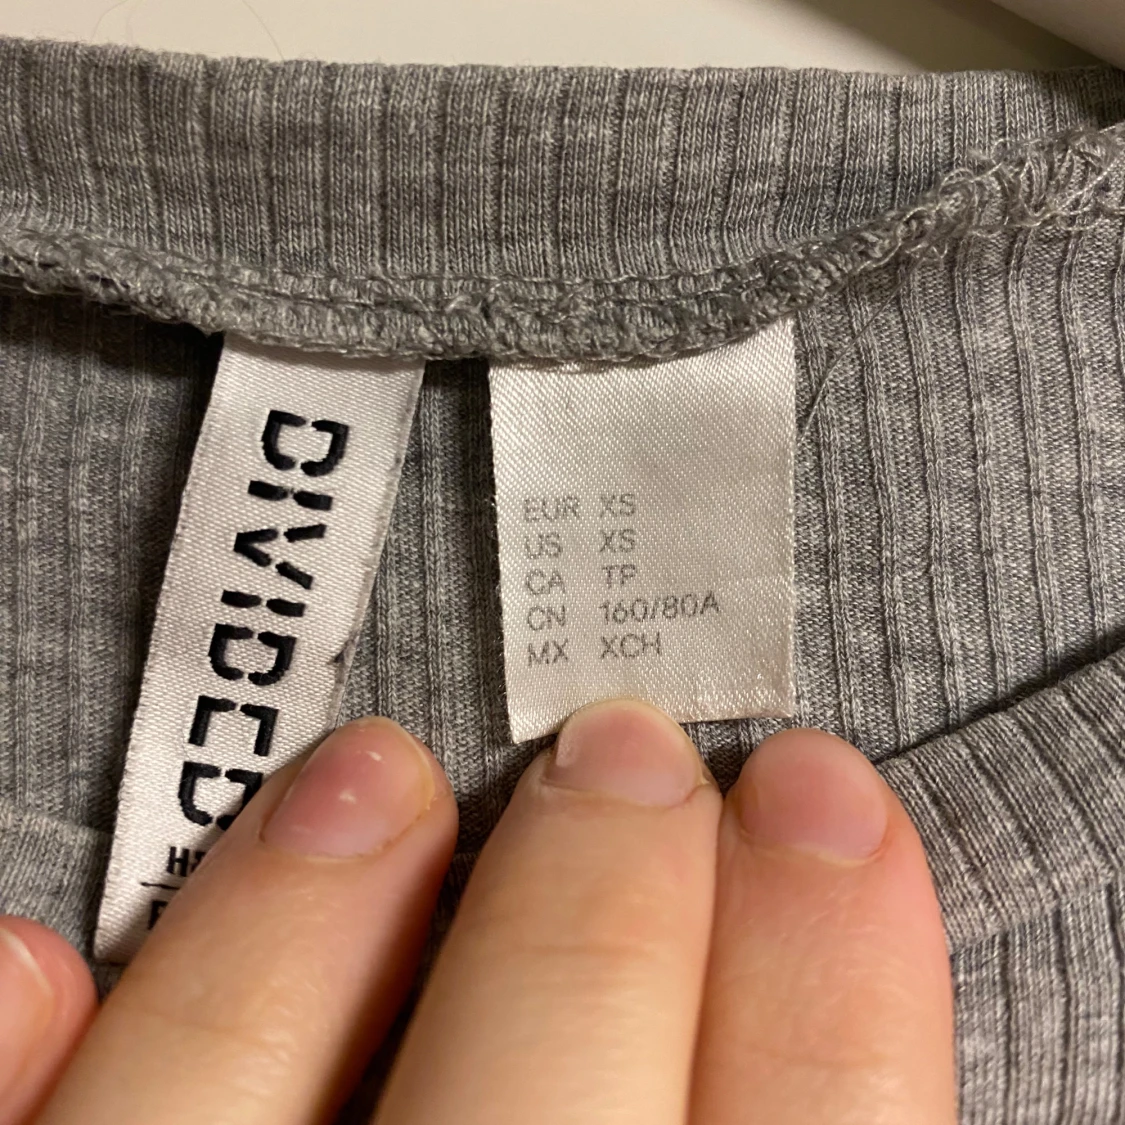 DIVIDED
EUR XS
US XS
CA TP
CN 160/80A
MX XCH